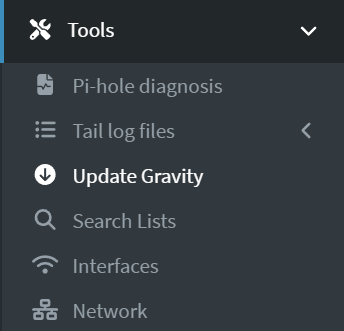 Tools
Pi-hole diagnosis
Tail log files
Update Gravity
Search Lists
Interfaces
Network